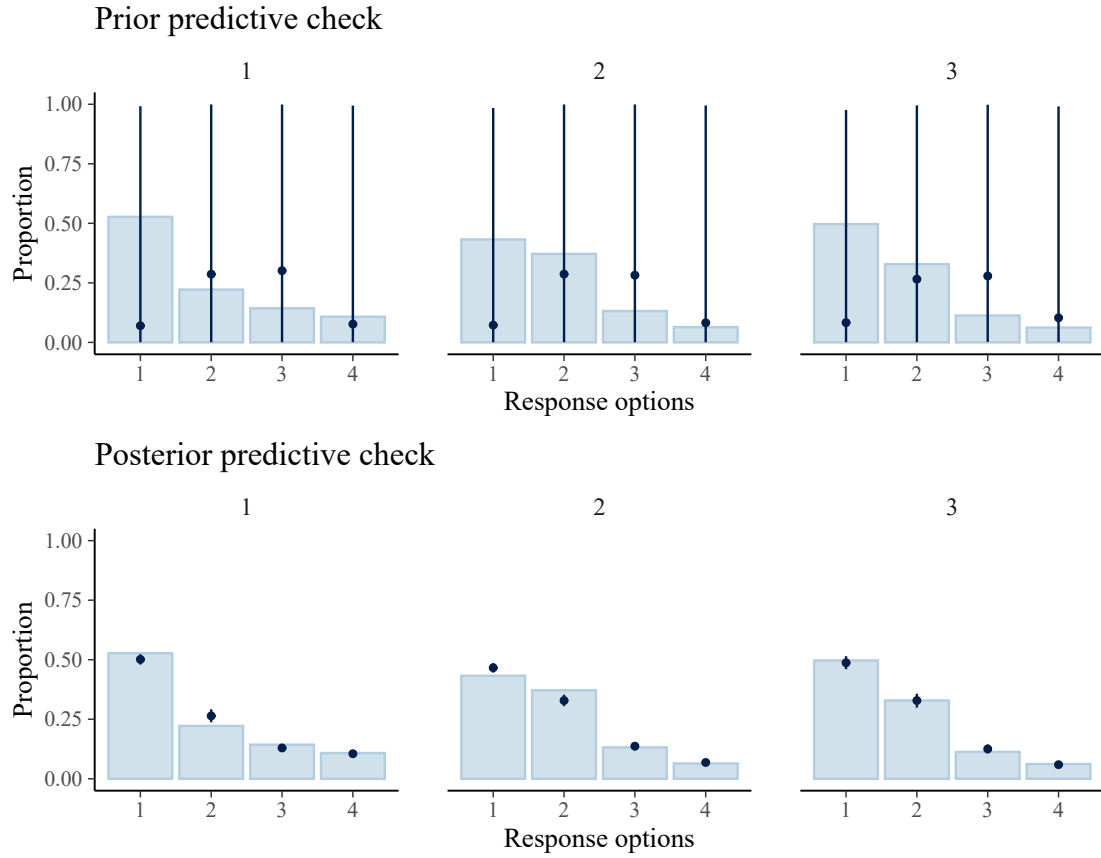 Prior predictive check
1 2 3
Proportion
1.00
0.75
0.50
0.25
0.00
1 2 3 4 1 2 3 4 1 2 3 4
Response options
Posterior predictive check
1 2 3
Proportion
1.00
0.75
0.50
0.25
0.00
1 2 3 4 1 2 3 4 1 2 3 4
Response options